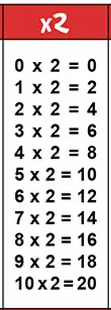 x2
0 x 2 = 0
1 x 2 = 2
2 x 2 = 4
3 x 2 = 6
4 x 2 = 8
5 x 2 = 10
6 x 2 = 12
7 x 2 = 14
8 x 2 = 16
9 x 2 = 18
10 x 2 = 20